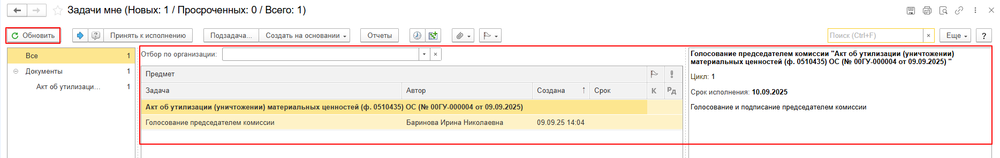 Задачи мне (Новых: 1 / Просроченных: 0 / Всего: 1)
Обновить
Принять к исполнению
Подзадача...
Создать на основании
Отчеты
Поиск (Ctrl+F)
×
Еще
?
Все 1
Документы 1
Акт об утилизаци... 1
Отбор по организации:
×
Предмет
Задача Автор Создана ↑ Срок К Рд
Акт об утилизации (уничтожении) материальных ценностей (ф. 0510435) ОС (№ 00ГУ-000004 от 09.09.2025)
Голосование председателем комиссии Баринова Ирина Николаевна 09.09.25 14:04
Голосование председателем комиссии "Акт об утилизации (уничтожении)
материальных ценностей (ф. 0510435) ОС (№ 00ГУ-000004 от 09.09.2025) "
Цикл: 1
Срок исполнения: 10.09.2025
Голосование и подписание председателем комиссии